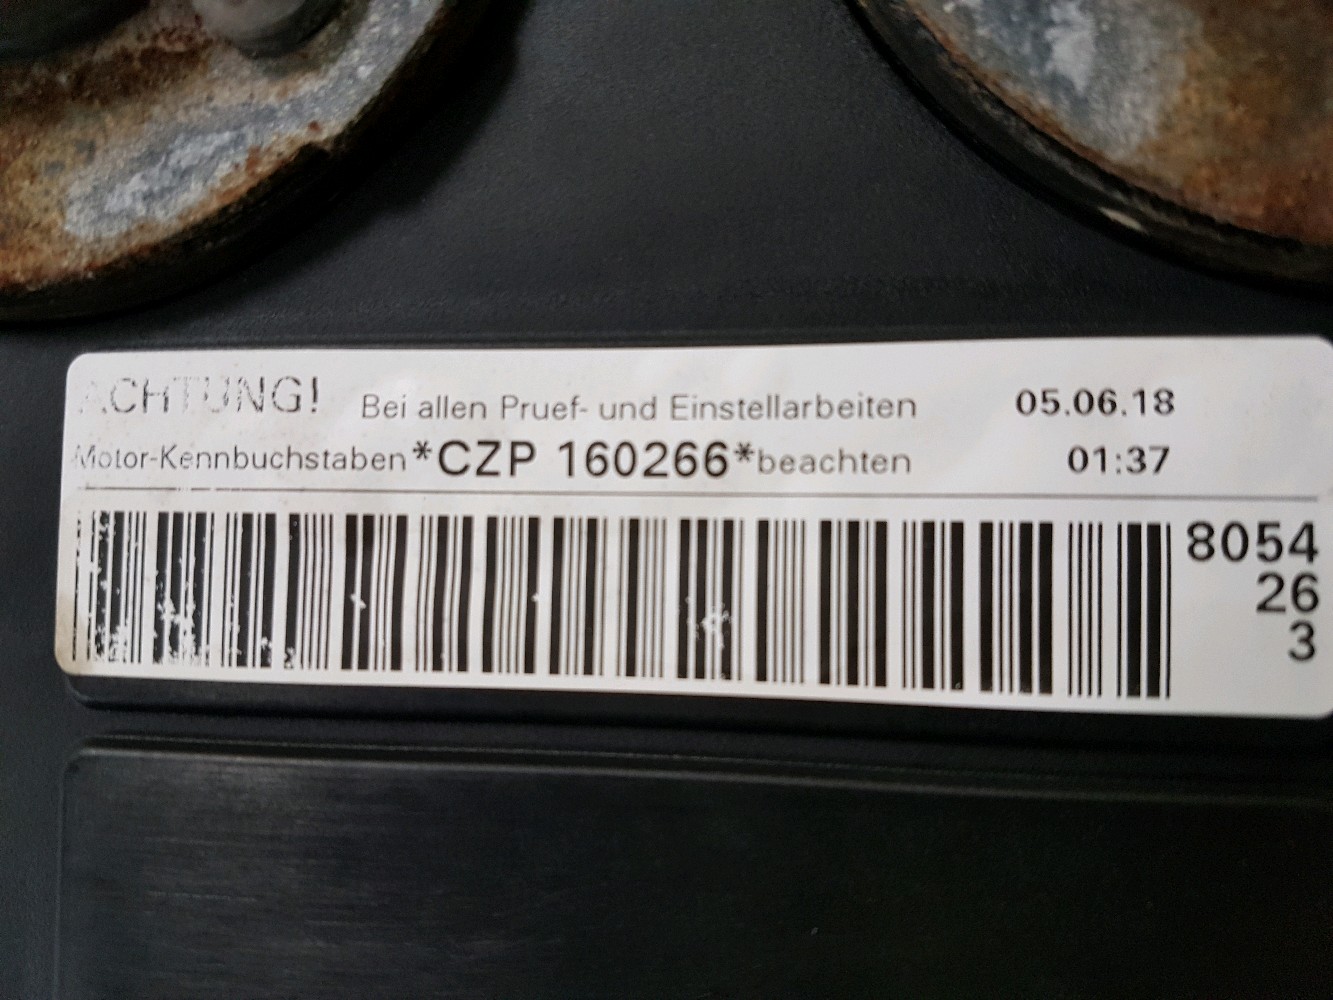 ACHTUNG! Bei allen Pruef- und Einstellarbeiten 05.06.18
Motor-Kennbuchstaben *CZP 160266* beachten 01:37
8054
26
3